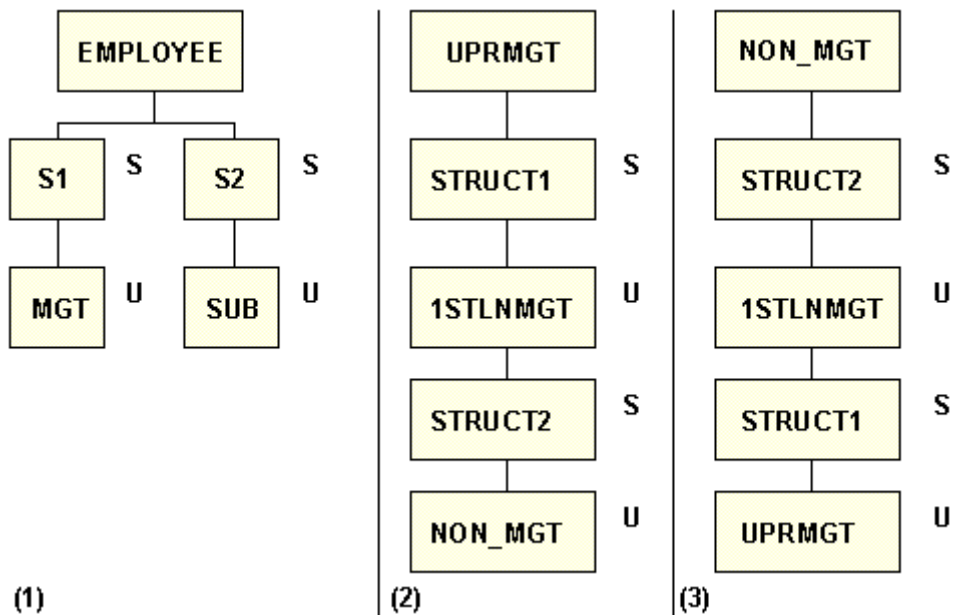 EMPLOYEE
S1 S S2 S
MGT U SUB U
(1)
UPRMGT
STRUCT1 S
1STLNMGT U
STRUCT2 S
NON_MGT U
(2)
NON_MGT
STRUCT2 S
1STLNMGT U
STRUCT1 S
UPRMGT U
(3)